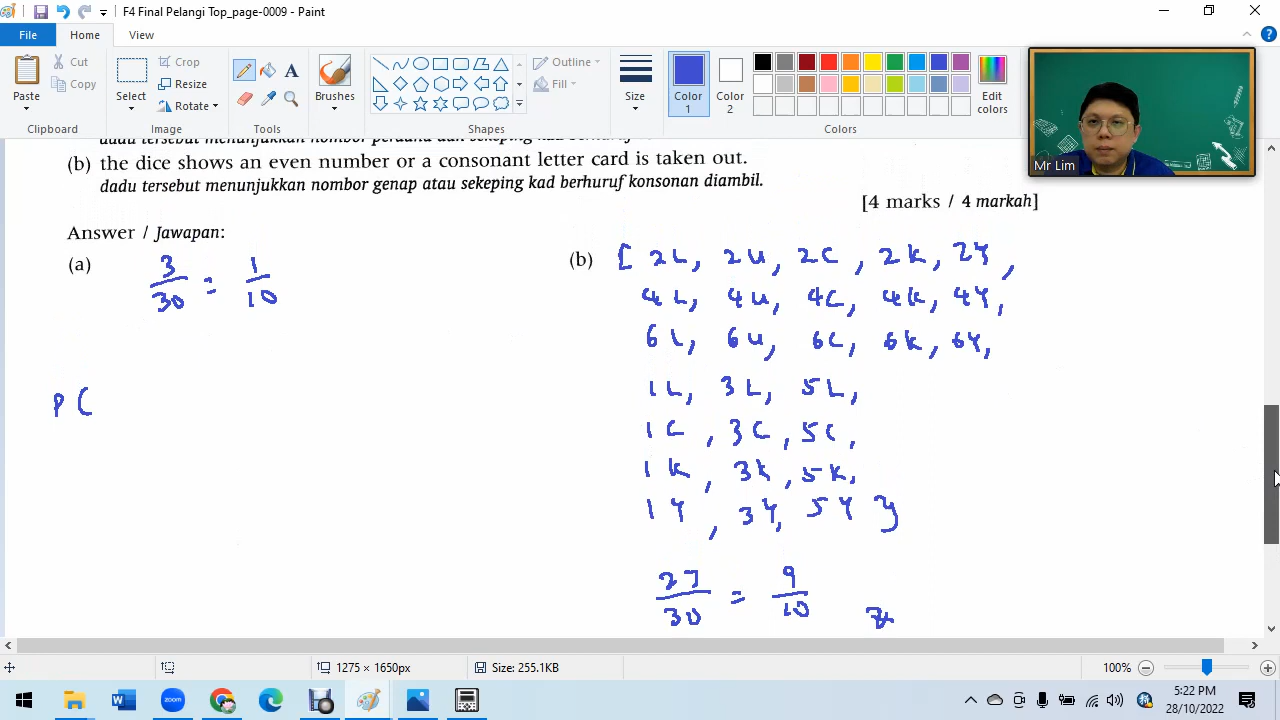 F4 Final Pelangi Top_page-0009 - Paint
File Home View
Paste Cut Copy Clipboard
Select Crop Resize Rotate Image
Tools
Brushes
Outline Fill Shapes
Size
Color 1 Color 2 Colors Edit colors
Mr Lim
(b) the dice shows an even number or a consonant letter card is taken out.
dadu tersebut menunjukkan nombor genap atau sekeping kad berhuruf konsonan diambil.
[4 marks / 4 markah]
Answer / Jawapan:
(a) 3/30 = 1/10
P (
(b) [ 2L, 2U, 2C, 2K, 2Y,
4L, 4U, 4C, 4K, 4Y,
6L, 6U, 6C, 6K, 6Y,
1L, 3L, 5L,
1C, 3C, 5C,
1K, 3K, 5K,
1Y, 3Y, 5Y }
27/30 = 9/10
1275 × 1650px
Size: 255.1KB
100%
zoom
5:22 PM
28/10/2022